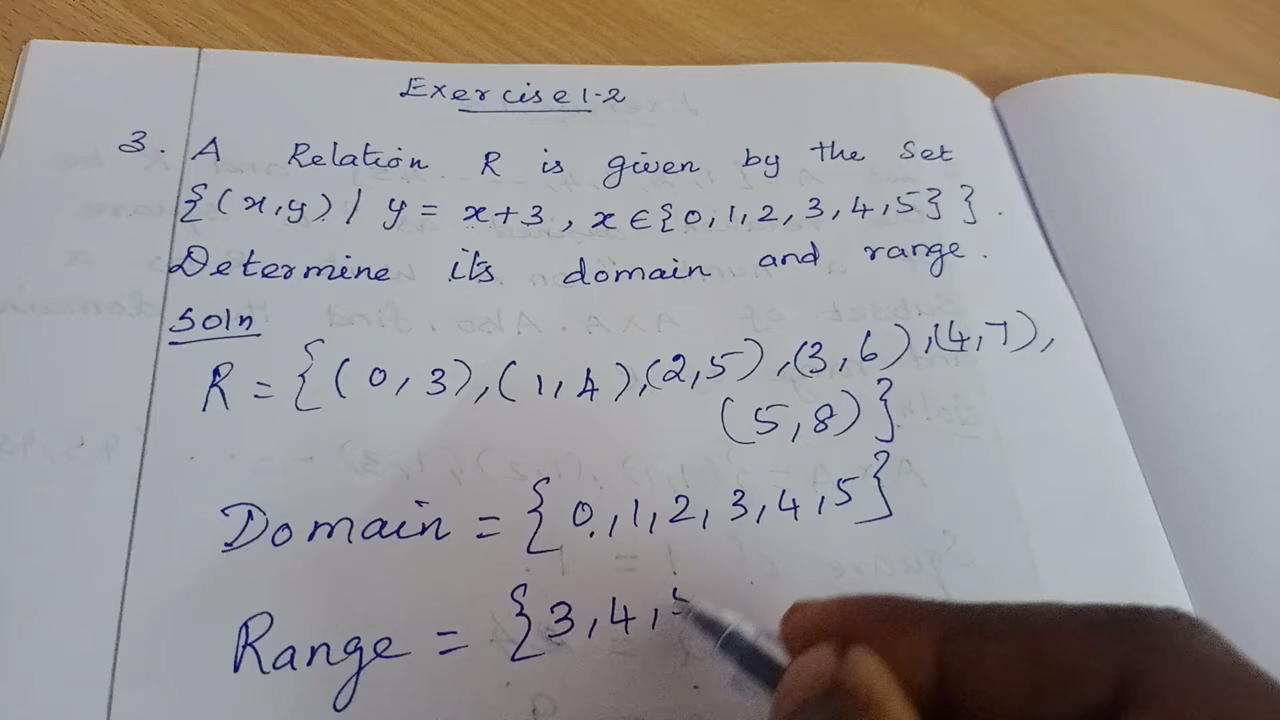 Exercise 1-2
3. A Relation R is given by the set
{(x,y) / y = x+3, x ∈ {0,1,2,3,4,5} }.
Determine its domain and range.
Soln
R = {(0,3),(1,4),(2,5),(3,6),(4,7),
(5,8)}
Domain = {0,1,2,3,4,5}
Range = {3,4,